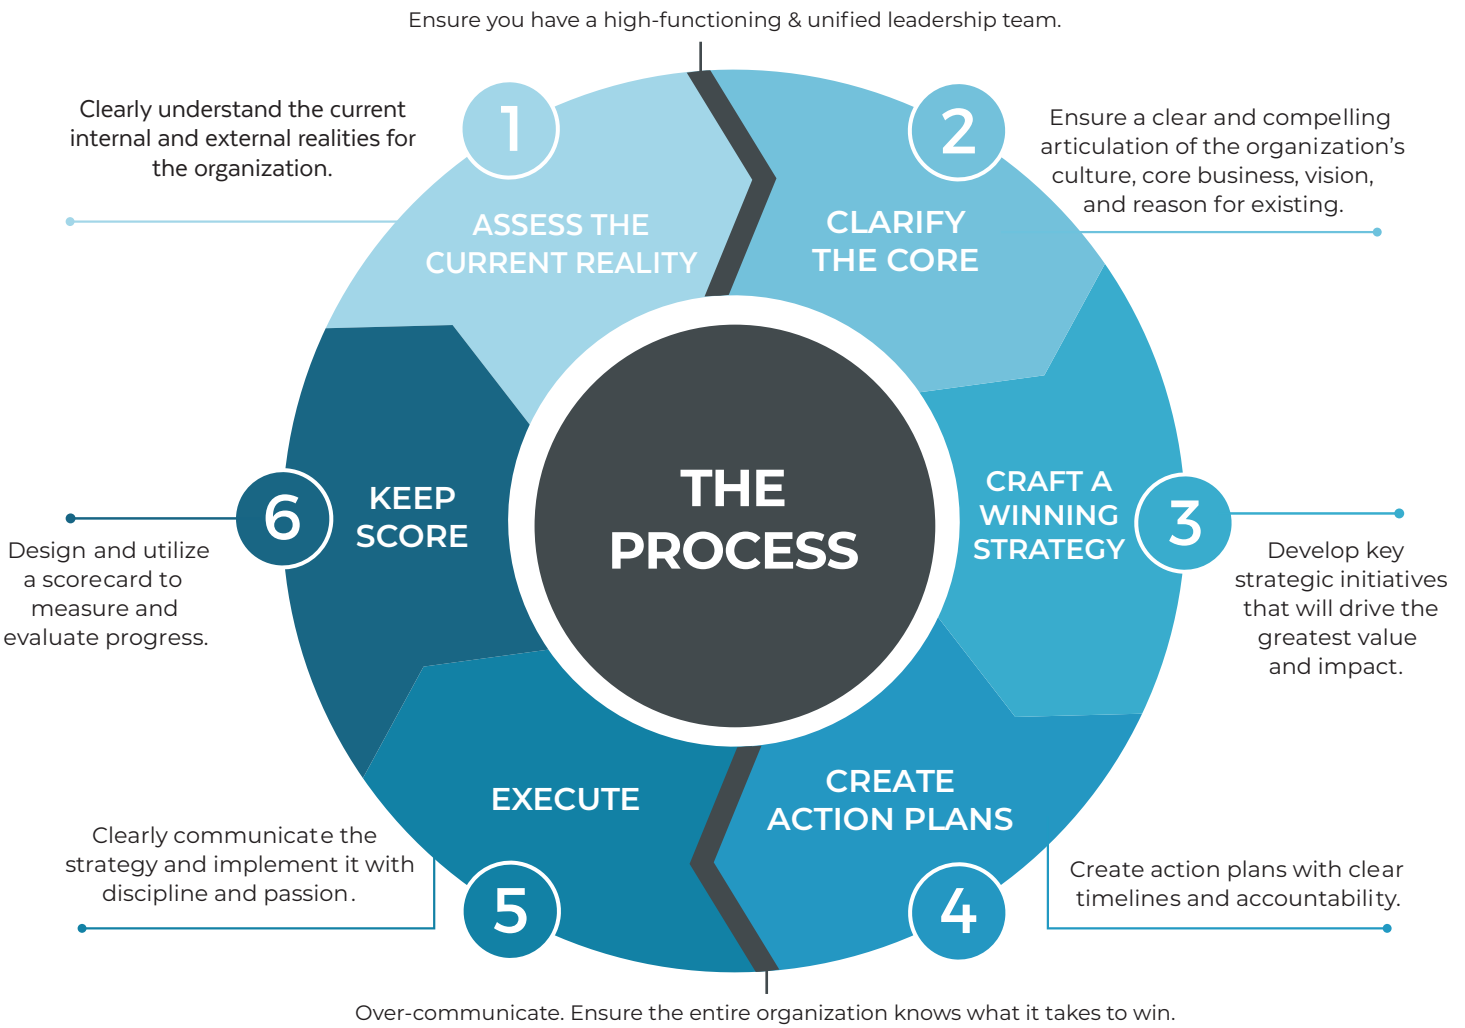 Ensure you have a high-functioning & unified leadership team.
1
Clearly understand the current
internal and external realities for
the organization.
ASSESS THE
CURRENT REALITY
2
Ensure a clear and compelling
articulation of the organization’s
culture, core business, vision,
and reason for existing.
CLARIFY
THE CORE
THE
PROCESS
CRAFT A
WINNING
STRATEGY
3
Develop key
strategic initiatives
that will drive the
greatest value
and impact.
CREATE
ACTION PLANS
4
Create action plans with clear
timelines and accountability.
EXECUTE
5
Clearly communicate the
strategy and implement it with
discipline and passion.
KEEP
SCORE
6
Design and utilize
a scorecard to
measure and
evaluate progress.
Over-communicate. Ensure the entire organization knows what it takes to win.